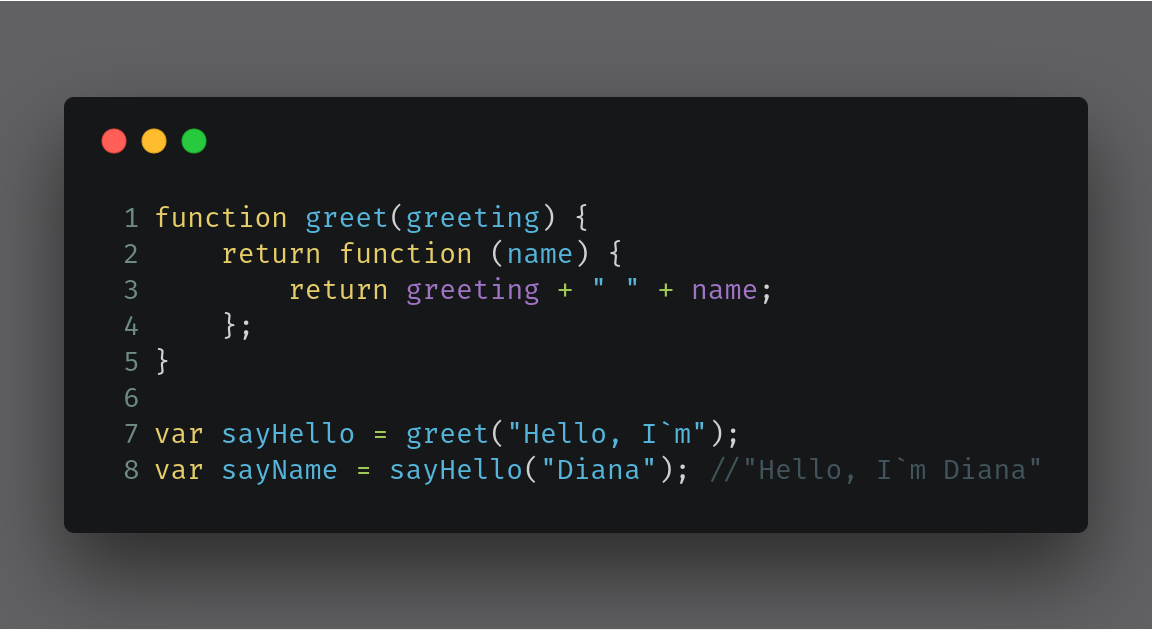 1 function greet(greeting) {
2     return function (name) {
3         return greeting + " " + name;
4     };
5 }
6
7 var sayHello = greet("Hello, I`m");
8 var sayName = sayHello("Diana"); //"Hello, I`m Diana"